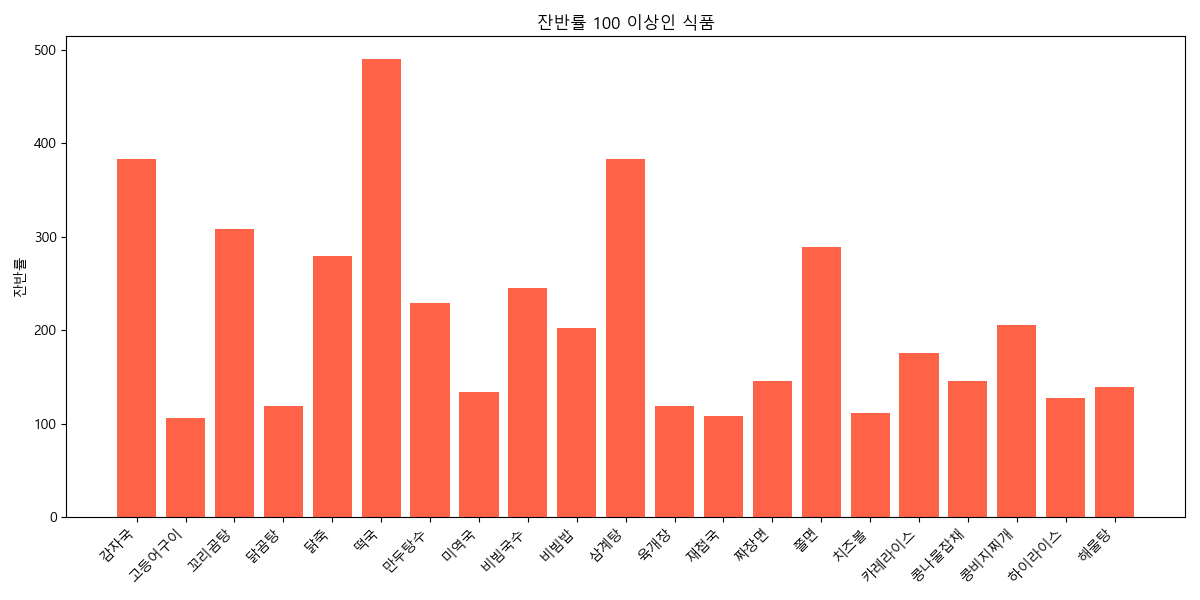 잔반률 100 이상인 식품
잔반률
500
400
300
200
100
0
감자국
고등어구이
꼬리곰탕
닭곰탕
닭죽
떡국
만두탕수
미역국
비빔국수
비빔밥
삼계탕
육개장
재첩국
짜장면
쫄면
치즈볼
카레라이스
콩나물잡채
콩비지찌개
하이라이스
해물탕